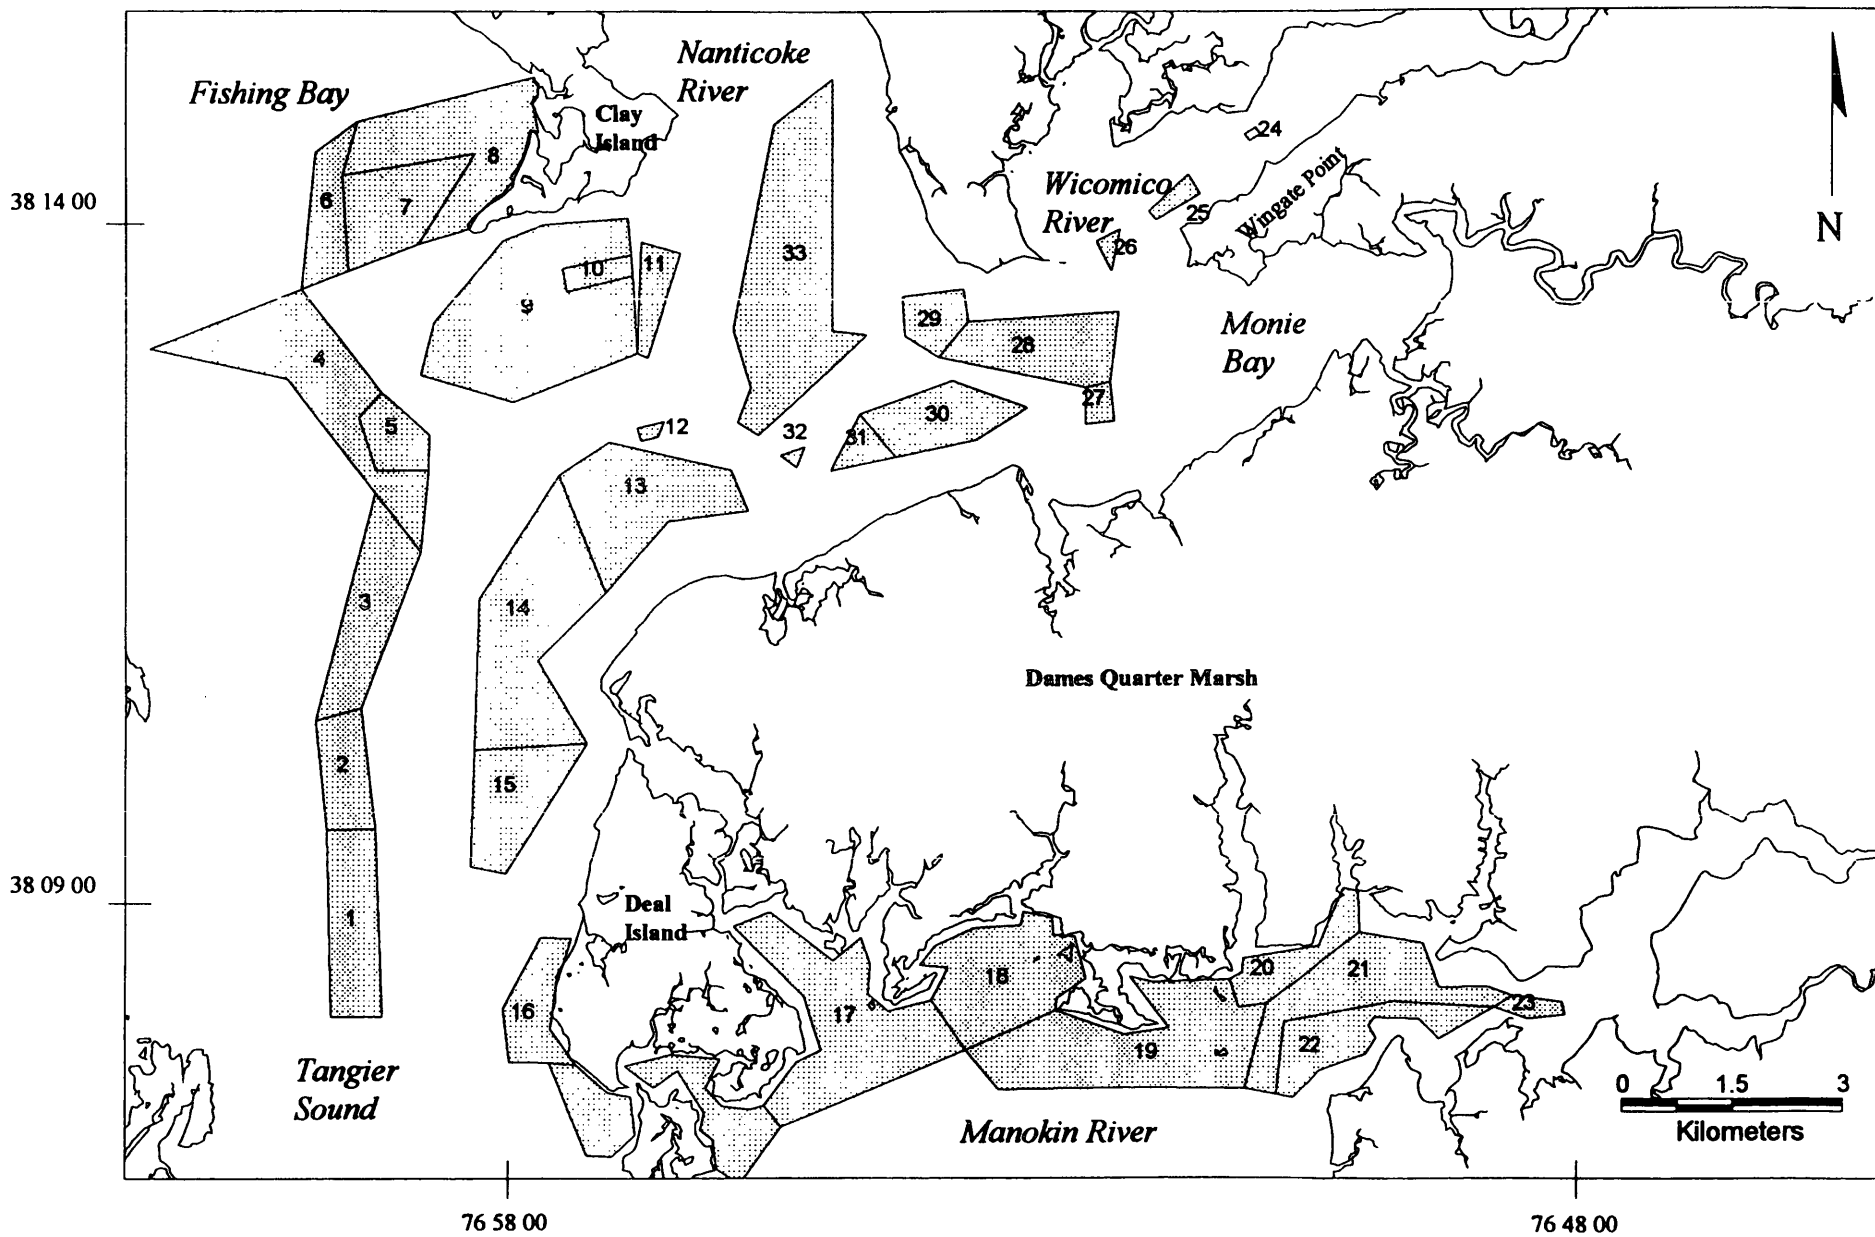 Nanticoke
River
Fishing Bay
Clay
Island
24
8
6
7
Wicomico
River
Wingate Point
38 14 00
25
26
N
33
10
11
9
29
28
Monie
Bay
4
27
5
12
32
31
30
13
3
14
Dames Quarter Marsh
2
15
38 09 00
1
Deal
Island
16
17
18
20
21
19
22
23
Tangier
Sound
Manokin River
0 1.5 3
Kilometers
76 58 00
76 48 00